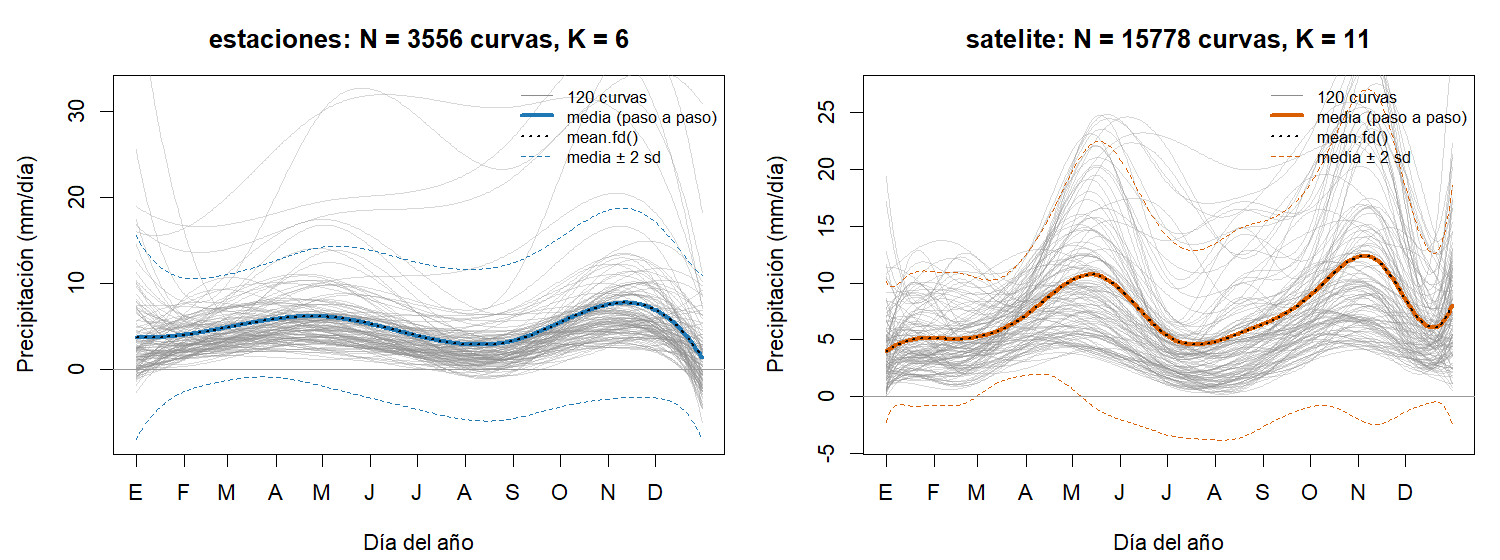 estaciones: N = 3556 curvas, K = 6
Precipitación (mm/día)
30
20
10
0
120 curvas
media (paso a paso)
mean.fd()
media ± 2 sd
E F M A M J J A S O N D
Día del año
satelite: N = 15778 curvas, K = 11
Precipitación (mm/día)
25
20
15
10
5
0
-5
120 curvas
media (paso a paso)
mean.fd()
media ± 2 sd
E F M A M J J A S O N D
Día del año